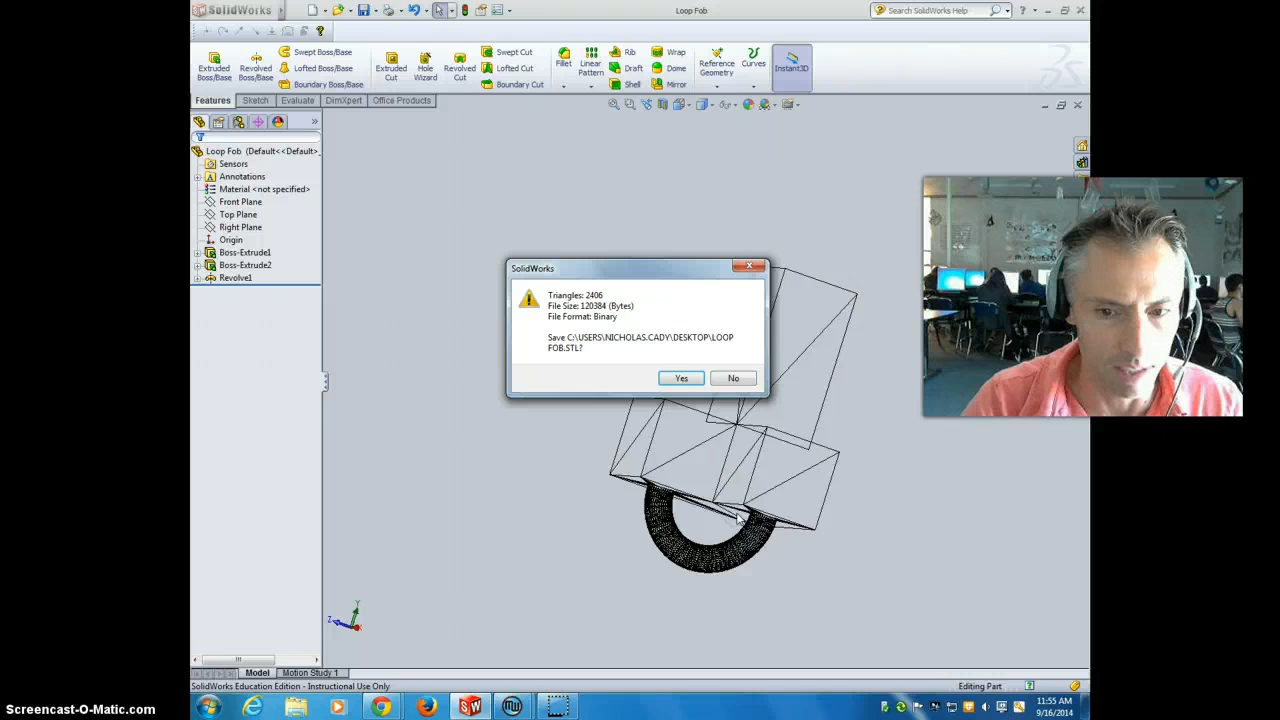 SolidWorks
Loop Fob
Search SolidWorks Help
Extruded Boss/Base
Revolved Boss/Base
Swept Boss/Base
Lofted Boss/Base
Boundary Boss/Base
Extruded Cut
Hole Wizard
Revolved Cut
Swept Cut
Lofted Cut
Boundary Cut
Fillet
Linear Pattern
Rib
Draft
Shell
Wrap
Dome
Mirror
Reference Geometry
Curves
Instant3D
Features
Sketch
Evaluate
DimXpert
Office Products
Loop Fob (Default<<Default>_
Sensors
Annotations
Material <not specified>
Front Plane
Top Plane
Right Plane
Origin
Boss-Extrude1
Boss-Extrude2
Revolve1
SolidWorks
Triangles: 2406
File Size: 120384 (Bytes)
File Format: Binary
Save C:\USERS\NICHOLAS.CADY\DESKTOP\LOOP
FOB.STL?
Yes
No
Y
Z
X
Model
Motion Study 1
SolidWorks Education Edition - Instructional Use Only
Editing Part
Screencast-O-Matic.com
11:55 AM
9/16/2014